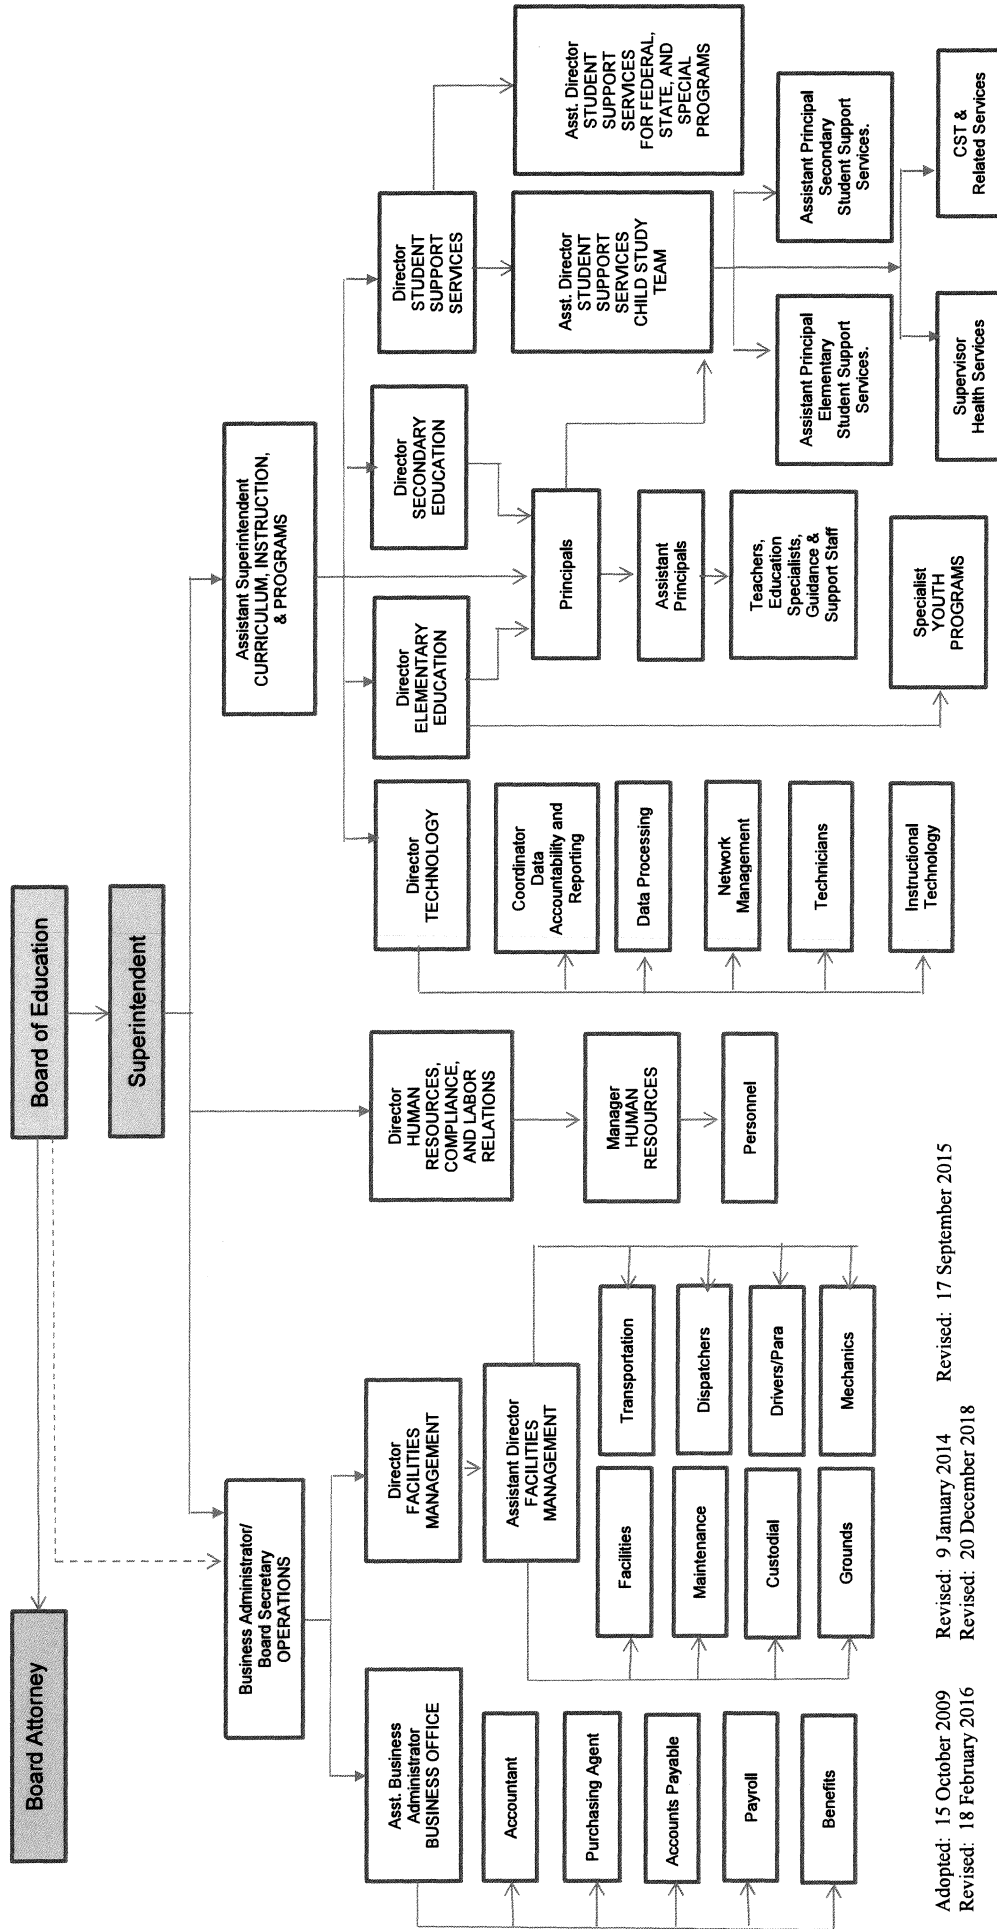 Board Attorney
Board of Education
Superintendent
Business Administrator/
Board Secretary
OPERATIONS
Assistant Superintendent
CURRICULUM, INSTRUCTION,
& PROGRAMS
Asst. Business
Administrator
BUSINESS OFFICE
Accountant
Purchasing Agent
Accounts Payable
Payroll
Benefits
Director
FACILITIES
MANAGEMENT
Assistant Director
FACILITIES
MANAGEMENT
Facilities
Maintenance
Custodial
Grounds
Transportation
Dispatchers
Drivers/Para
Mechanics
Director
HUMAN
RESOURCES,
COMPLIANCE,
AND LABOR
RELATIONS
Manager
HUMAN
RESOURCES
Personnel
Director
TECHNOLOGY
Coordinator
Data
Accountability and
Reporting
Data Processing
Network
Management
Technicians
Instructional
Technology
Director
ELEMENTARY
EDUCATION
Director
SECONDARY
EDUCATION
Principals
Assistant
Principals
Teachers,
Education
Specialists,
Guidance &
Support Staff
Specialist
YOUTH
PROGRAMS
Director
STUDENT
SUPPORT
SERVICES
Asst. Director
STUDENT
SUPPORT
SERVICES
CHILD STUDY
TEAM
Asst. Director
STUDENT
SUPPORT
SERVICES
FOR FEDERAL,
STATE, AND
SPECIAL
PROGRAMS
Assistant Principal
Elementary
Student Support
Services.
Assistant Principal
Secondary
Student Support
Services.
Supervisor
Health Services
CST &
Related Services
Adopted: 15 October 2009 Revised: 9 January 2014 Revised: 17 September 2015
Revised: 18 February 2016 Revised: 20 December 2018